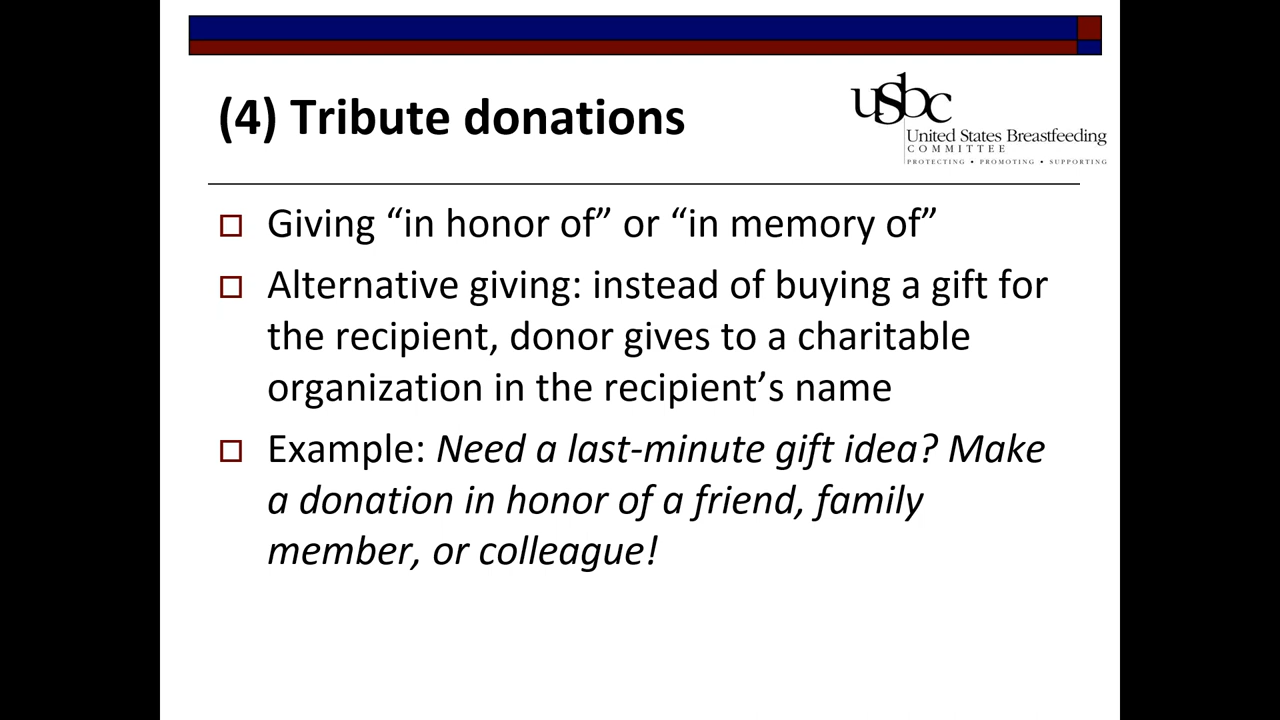 (4) Tribute donations
usbc
United States Breastfeeding
COMMITTEE
PROTECTING • PROMOTING • SUPPORTING
Giving “in honor of” or “in memory of”
Alternative giving: instead of buying a gift for
the recipient, donor gives to a charitable
organization in the recipient’s name
Example: Need a last-minute gift idea? Make
a donation in honor of a friend, family
member, or colleague!